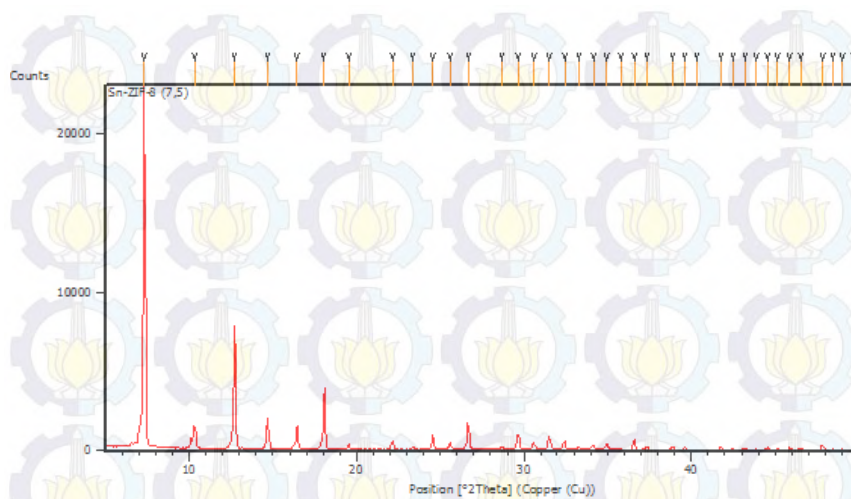 Counts
Sn-ZIF-8 (7,5)
20000
10000
0
10
20
30
40
Position [°2Theta] (Copper (Cu))